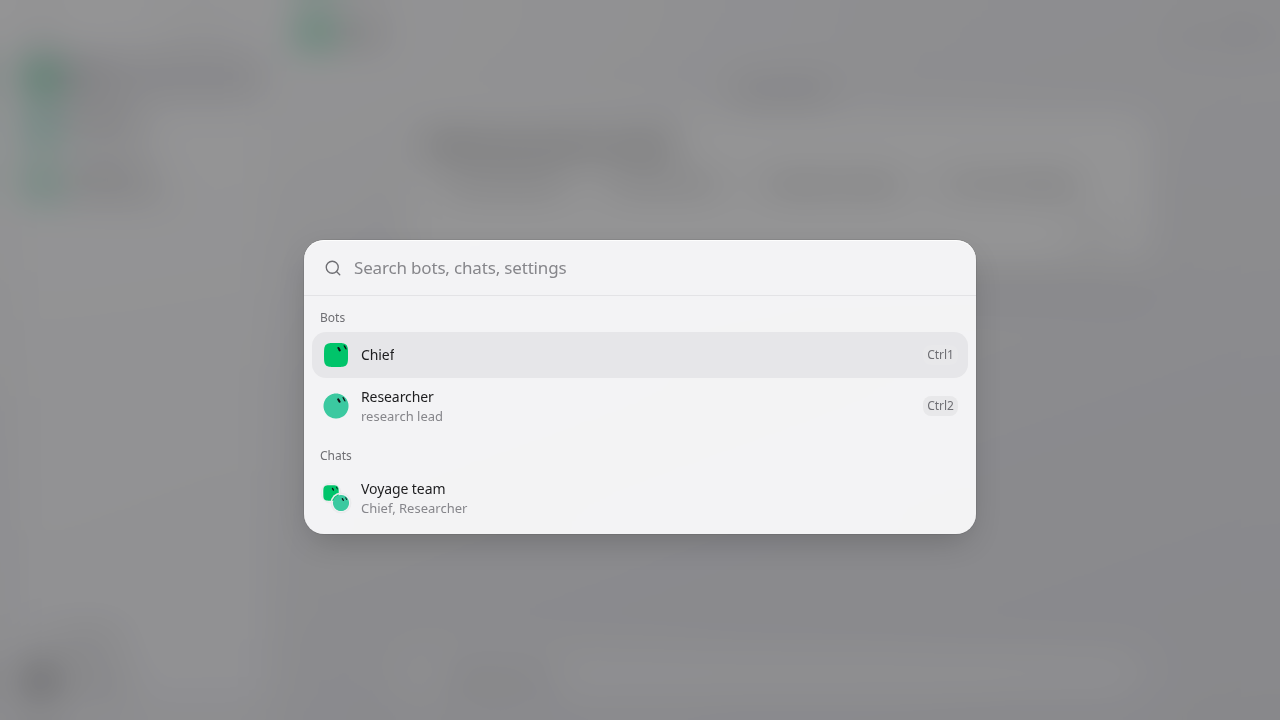 Search bots, chats, settings
Bots
Chief Ctrl1
Researcher
research lead Ctrl2
Chats
Voyage team
Chief, Researcher